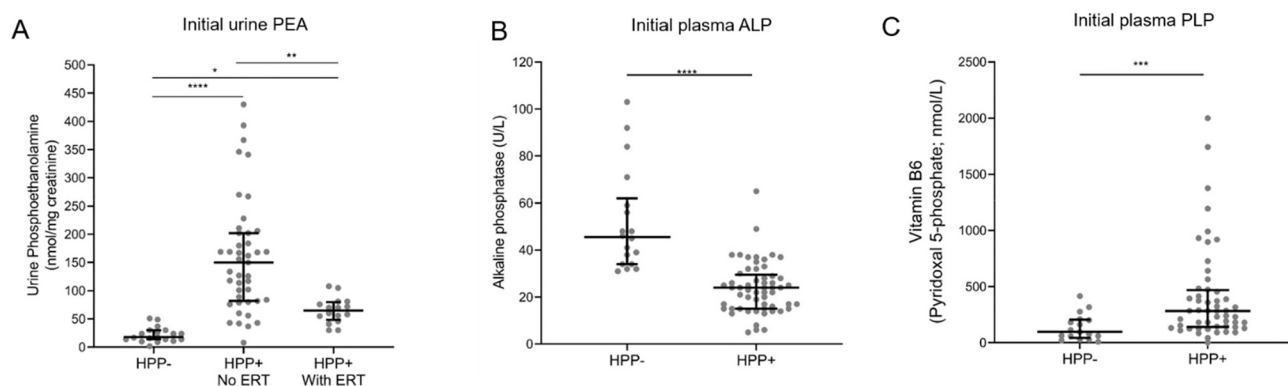 A
Initial urine PEA
**
*
****
Urine Phosphoethanolamine
(nmol/mg creatinine)
500
450
400
350
300
250
200
150
100
50
0
HPP-
HPP+
No ERT
HPP+
With ERT
B
Initial plasma ALP
****
Alkaline phosphatase (U/L)
120
100
80
60
40
20
0
HPP-
HPP+
C
Initial plasma PLP
***
Vitamin B6
(Pyridoxal 5-phosphate; nmol/L)
2500
2000
1500
1000
500
0
HPP-
HPP+